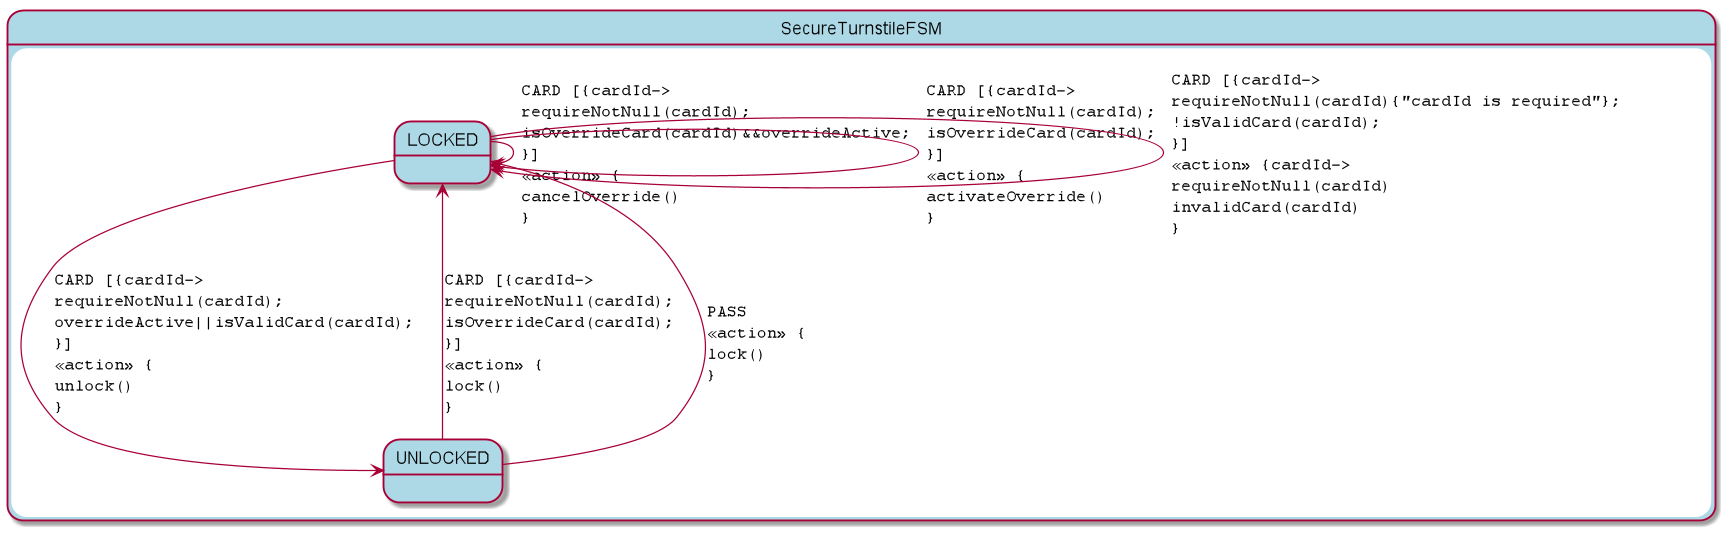 SecureTurnstileFSM
LOCKED
CARD [{cardId->
requireNotNull(cardId);
isOverrideCard(cardId)&&overrideActive;
}]
«action» {
cancelOverride()
}
CARD [{cardId->
requireNotNull(cardId);
isOverrideCard(cardId);
}]
«action» {
activateOverride()
}
CARD [{cardId->
requireNotNull(cardId){"cardId is required"};
!isValidCard(cardId);
}]
«action» {cardId->
requireNotNull(cardId)
invalidCard(cardId)
}
CARD [{cardId->
requireNotNull(cardId);
overrideActive||isValidCard(cardId);
}]
«action» {
unlock()
}
CARD [{cardId->
requireNotNull(cardId);
isOverrideCard(cardId);
}]
«action» {
lock()
}
PASS
«action» {
lock()
}
UNLOCKED